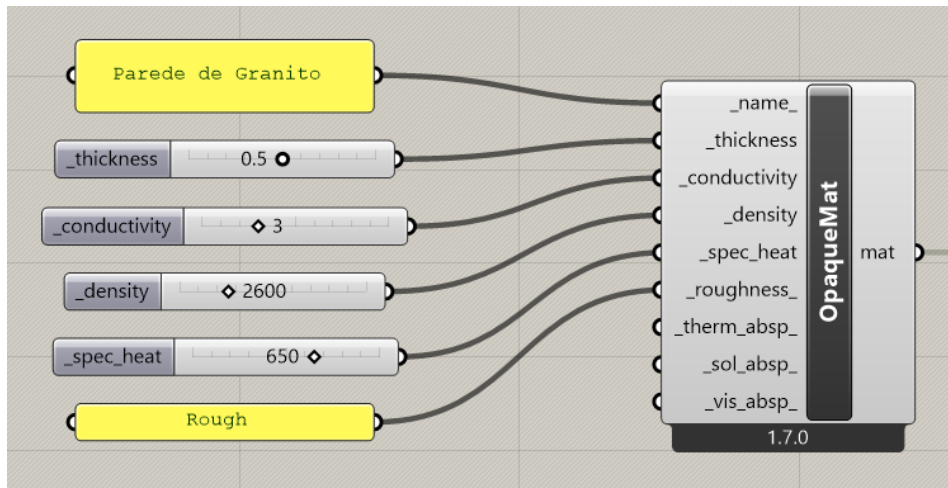 Parede de Granito
_thickness 0.5
_conductivity 3
_density 2600
_spec_heat 650
Rough
_name_
_thickness
_conductivity
_density
_spec_heat
_roughness_
_therm_absp_
_sol_absp_
_vis_absp_
OpaqueMat
mat
1.7.0